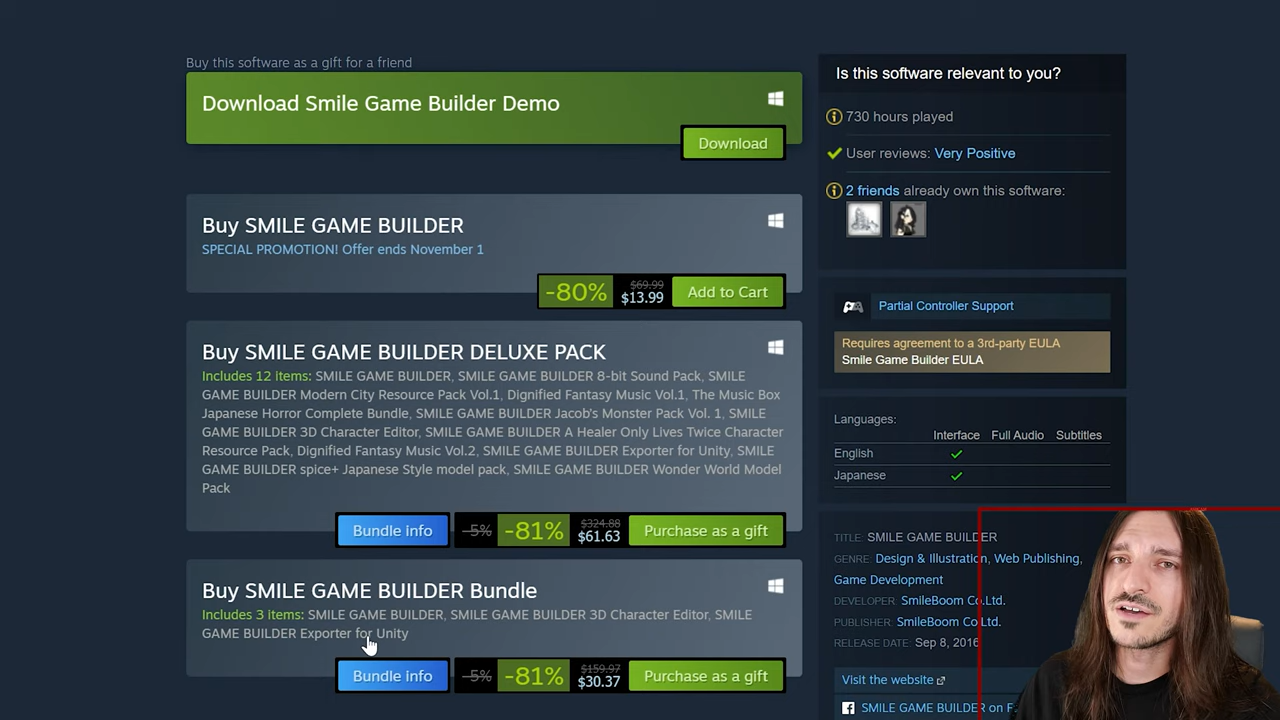 Buy this software as a gift for a friend
Download Smile Game Builder Demo
Download
Buy SMILE GAME BUILDER
SPECIAL PROMOTION! Offer ends November 1
-80%
$69.99
$13.99
Add to Cart
Buy SMILE GAME BUILDER DELUXE PACK
Includes 12 items: SMILE GAME BUILDER, SMILE GAME BUILDER 8-bit Sound Pack, SMILE
GAME BUILDER Modern City Resource Pack Vol.1, Dignified Fantasy Music Vol.1, The Music Box
Japanese Horror Complete Bundle, SMILE GAME BUILDER Jacob's Monster Pack Vol. 1, SMILE
GAME BUILDER 3D Character Editor, SMILE GAME BUILDER A Healer Only Lives Twice Character
Resource Pack, Dignified Fantasy Music Vol.2, SMILE GAME BUILDER Exporter for Unity, SMILE
GAME BUILDER spice+ Japanese Style model pack, SMILE GAME BUILDER Wonder World Model
Pack
Bundle info
-5%
-81%
$324.88
$61.63
Purchase as a gift
Buy SMILE GAME BUILDER Bundle
Includes 3 items: SMILE GAME BUILDER, SMILE GAME BUILDER 3D Character Editor, SMILE
GAME BUILDER Exporter for Unity
Bundle info
-5%
-81%
$159.97
$30.37
Purchase as a gift
Is this software relevant to you?
730 hours played
User reviews: Very Positive
2 friends already own this software:
Partial Controller Support
Requires agreement to a 3rd-party EULA
Smile Game Builder EULA
Languages:
Interface Full Audio Subtitles
English
Japanese
TITLE: SMILE GAME BUILDER
GENRE: Design & Illustration, Web Publishing,
Game Development
DEVELOPER: SmileBoom Co.Ltd.
PUBLISHER: SmileBoom Co.Ltd.
RELEASE DATE: Sep 8, 2016
Visit the website
SMILE GAME BUILDER on F